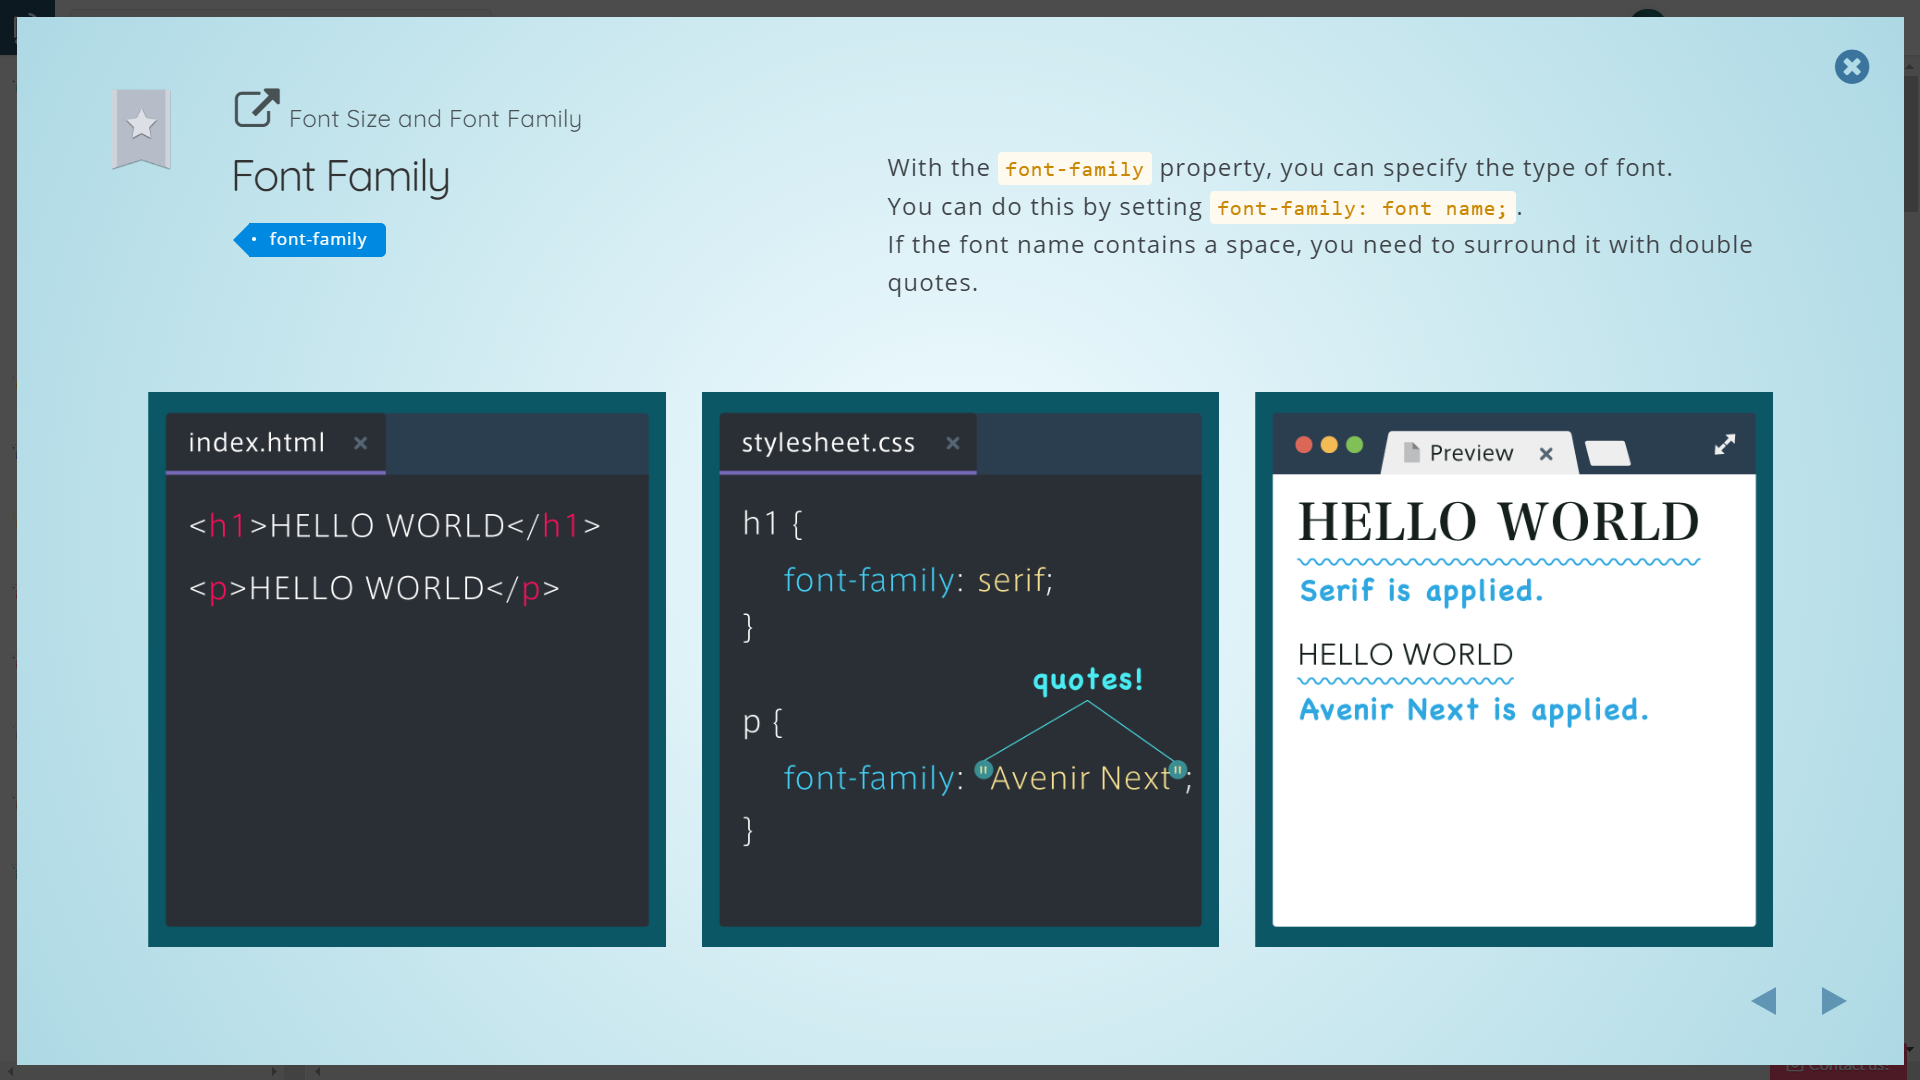 Font Size and Font Family
Font Family
• font-family
With the font-family property, you can specify the type of font.
You can do this by setting font-family: font name; .
If the font name contains a space, you need to surround it with double
quotes.
index.html ×
<h1>HELLO WORLD</h1>
<p>HELLO WORLD</p>
stylesheet.css ×
h1 {
font-family: serif;
}
quotes!
p {
font-family: "Avenir Next";
}
Preview ×
HELLO WORLD
Serif is applied.
HELLO WORLD
Avenir Next is applied.
Contact us!